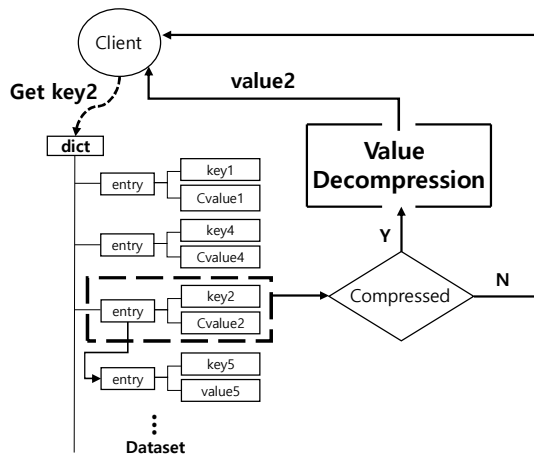 Client
Get key2
value2
dict
Value
Decompression
entry
key1
Cvalue1
entry
key4
Cvalue4
Y
entry
key2
Cvalue2
Compressed
N
entry
key5
value5
Dataset